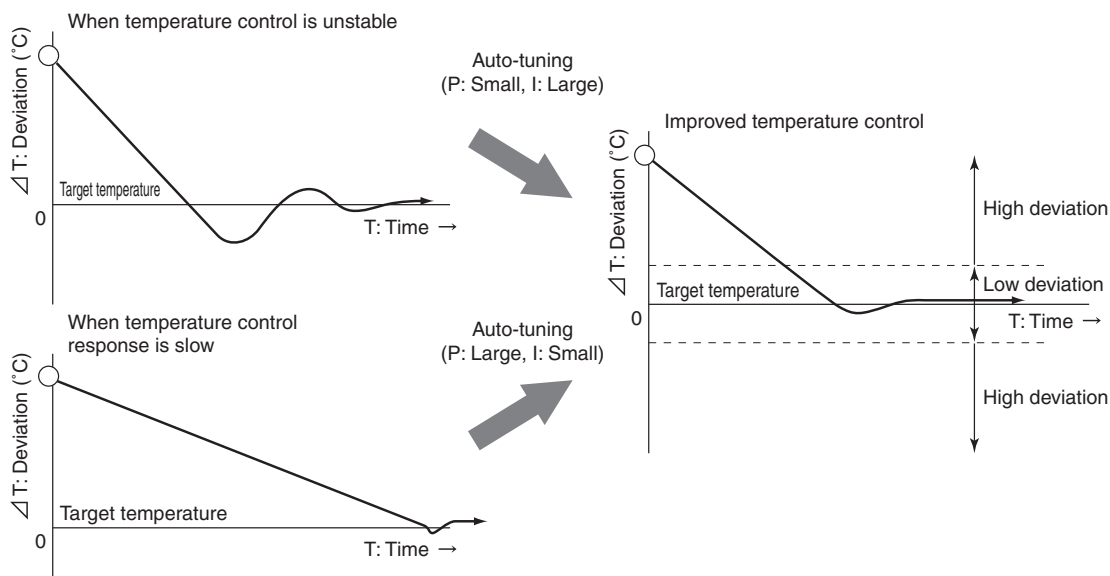 When temperature control is unstable
⊿T: Deviation (˚C)
Target temperature
0
T: Time →
Auto-tuning
(P: Small, I: Large)
When temperature control
response is slow
⊿T: Deviation (˚C)
Target temperature
0
T: Time →
Auto-tuning
(P: Large, I: Small)
Improved temperature control
⊿T: Deviation (˚C)
High deviation
Low deviation
Target temperature
0
T: Time →
High deviation